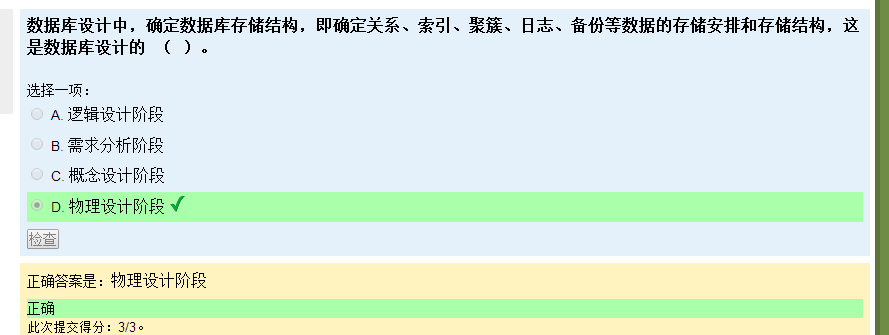 数据库设计中，确定数据库存储结构，即确定关系、索引、聚簇、日志、备份等数据的存储安排和存储结构，这
是数据库设计的 （ ）。
选择一项：
A. 逻辑设计阶段
B. 需求分析阶段
C. 概念设计阶段
D. 物理设计阶段
检查
正确答案是：物理设计阶段
正确
此次提交得分：3/3。